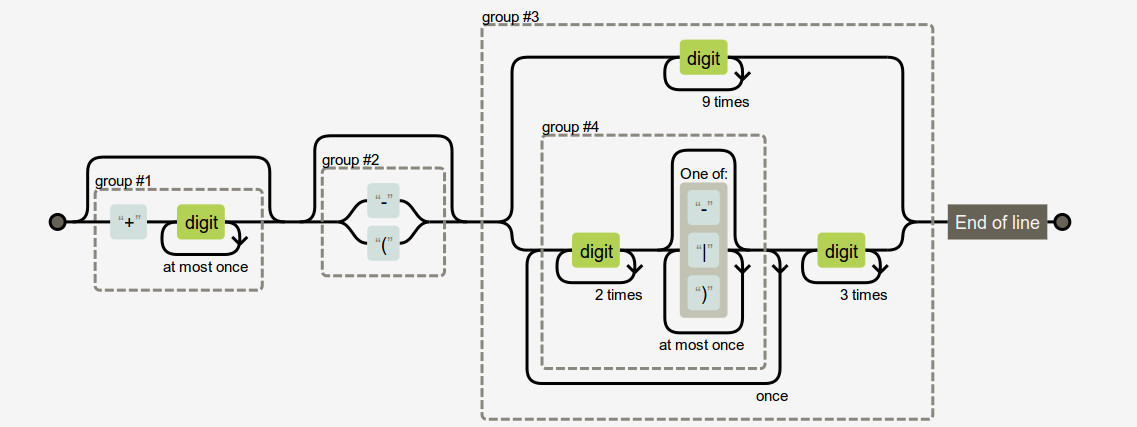 group #3
digit
9 times
group #4
group #2
One of:
group #1
“-”
“-”
“+” digit
End of line
“(”
digit
“|”
digit
at most once
2 times
“)”
3 times
at most once
once